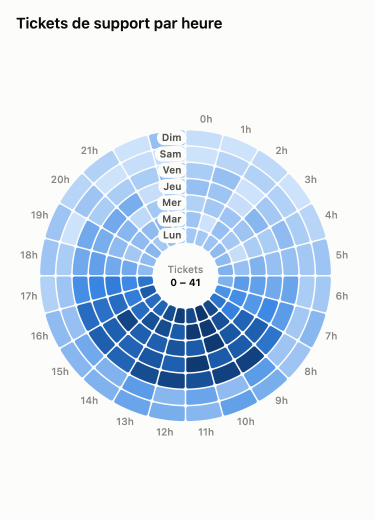 Tickets de support par heure
0h
1h
2h
3h
4h
5h
6h
7h
8h
9h
10h
11h
12h
13h
14h
15h
16h
17h
18h
19h
20h
21h
Dim
Sam
Ven
Jeu
Mer
Mar
Lun
Tickets
0 – 41